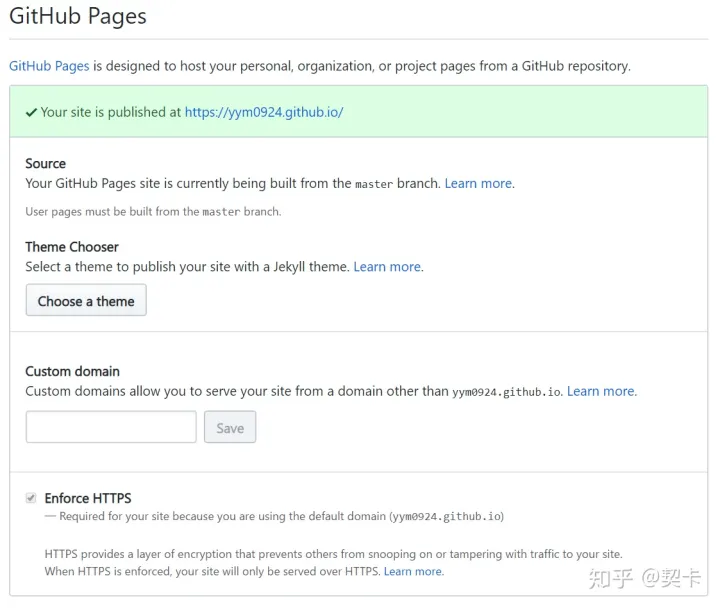 GitHub Pages
GitHub Pages is designed to host your personal, organization, or project pages from a GitHub repository.
Your site is published at https://yym0924.github.io/
Source
Your GitHub Pages site is currently being built from the master branch. Learn more.
User pages must be built from the master branch.
Theme Chooser
Select a theme to publish your site with a Jekyll theme. Learn more.
Choose a theme
Custom domain
Custom domains allow you to serve your site from a domain other than yym0924.github.io. Learn more.
Save
Enforce HTTPS
— Required for your site because you are using the default domain (yym0924.github.io)
HTTPS provides a layer of encryption that prevents others from snooping on or tampering with traffic to your site.
When HTTPS is enforced, your site will only be served over HTTPS. Learn more.
知乎 @契卡